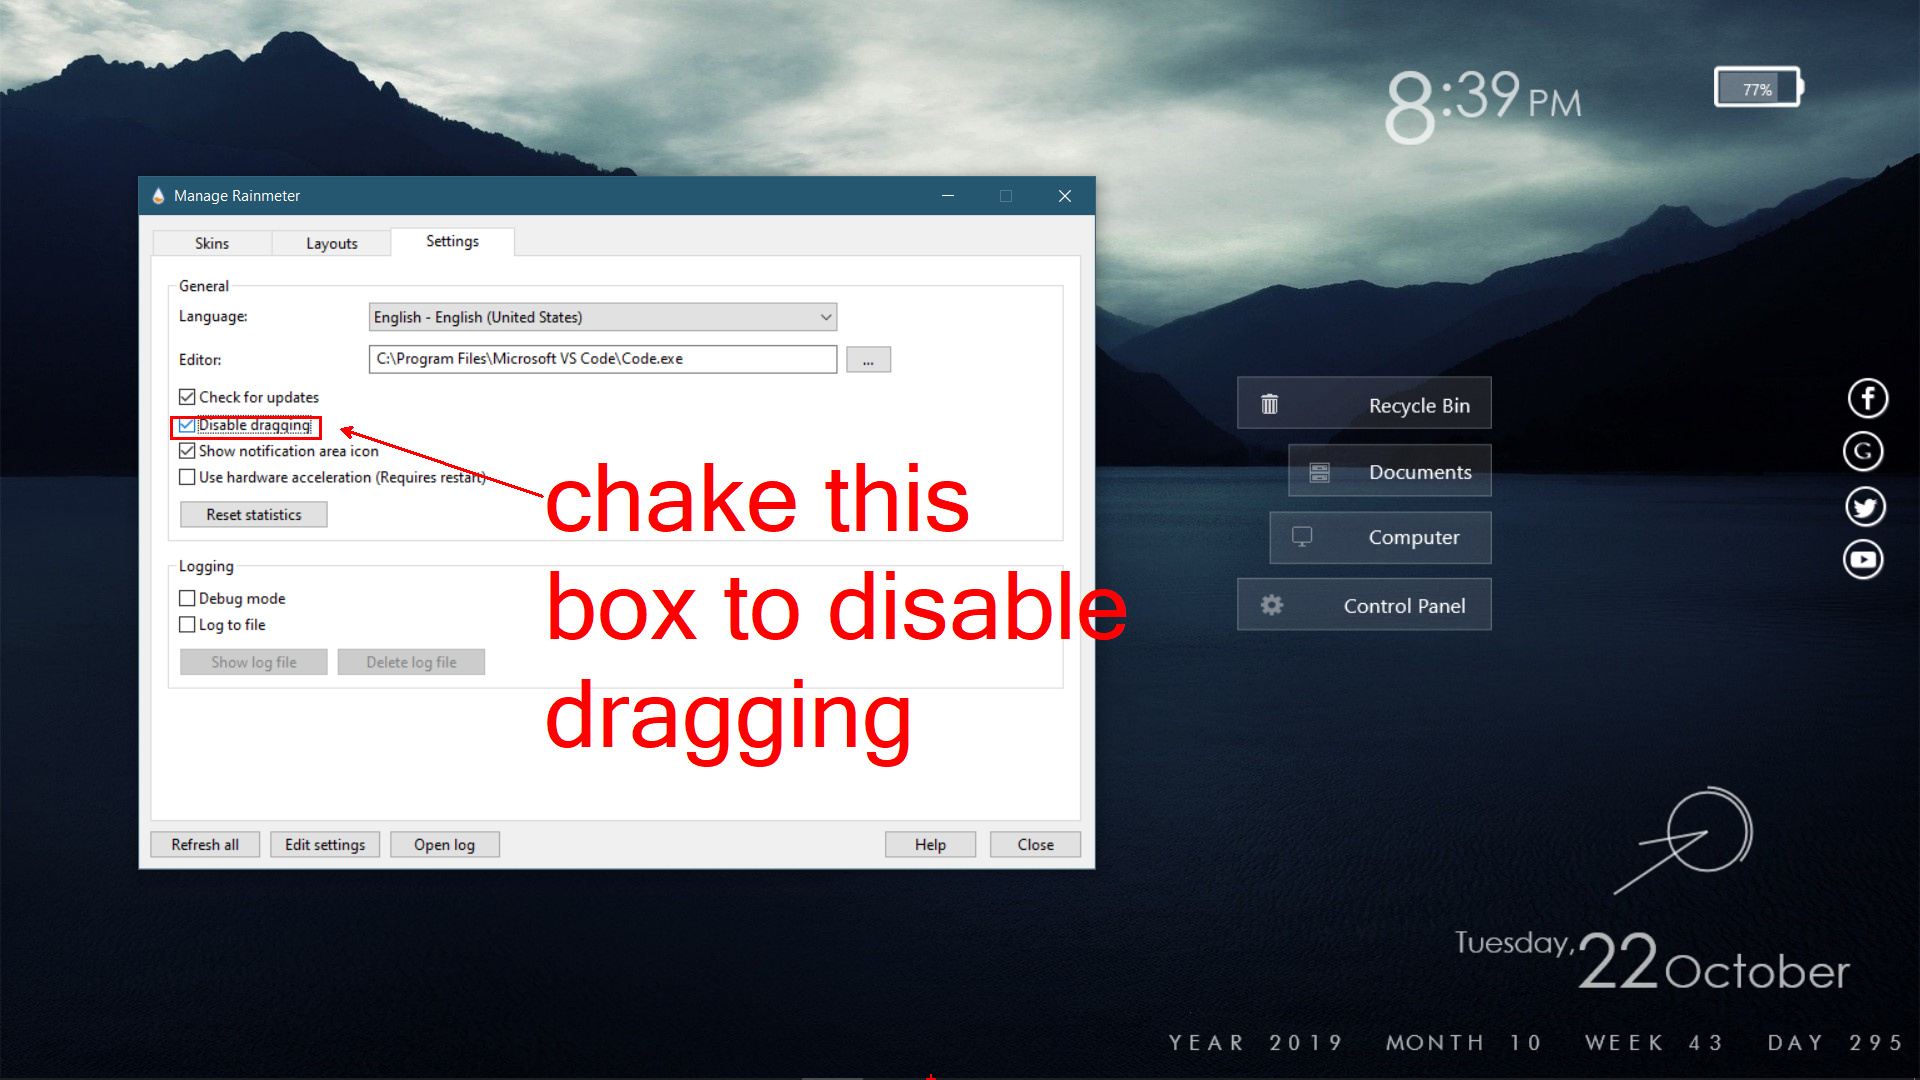 8:39 PM
77%
Manage Rainmeter
Skins
Layouts
Settings
General
Language:
English - English (United States)
Editor:
C:\Program Files\Microsoft VS Code\Code.exe
...
Check for updates
Disable dragging
Show notification area icon
Use hardware acceleration (Requires restart)
Reset statistics
chake this
box to disable
dragging
Logging
Debug mode
Log to file
Show log file
Delete log file
Refresh all
Edit settings
Open log
Help
Close
Recycle Bin
Documents
Computer
Control Panel
f
G
Tuesday, 22 October
YEAR 2019 MONTH 10 WEEK 43 DAY 295